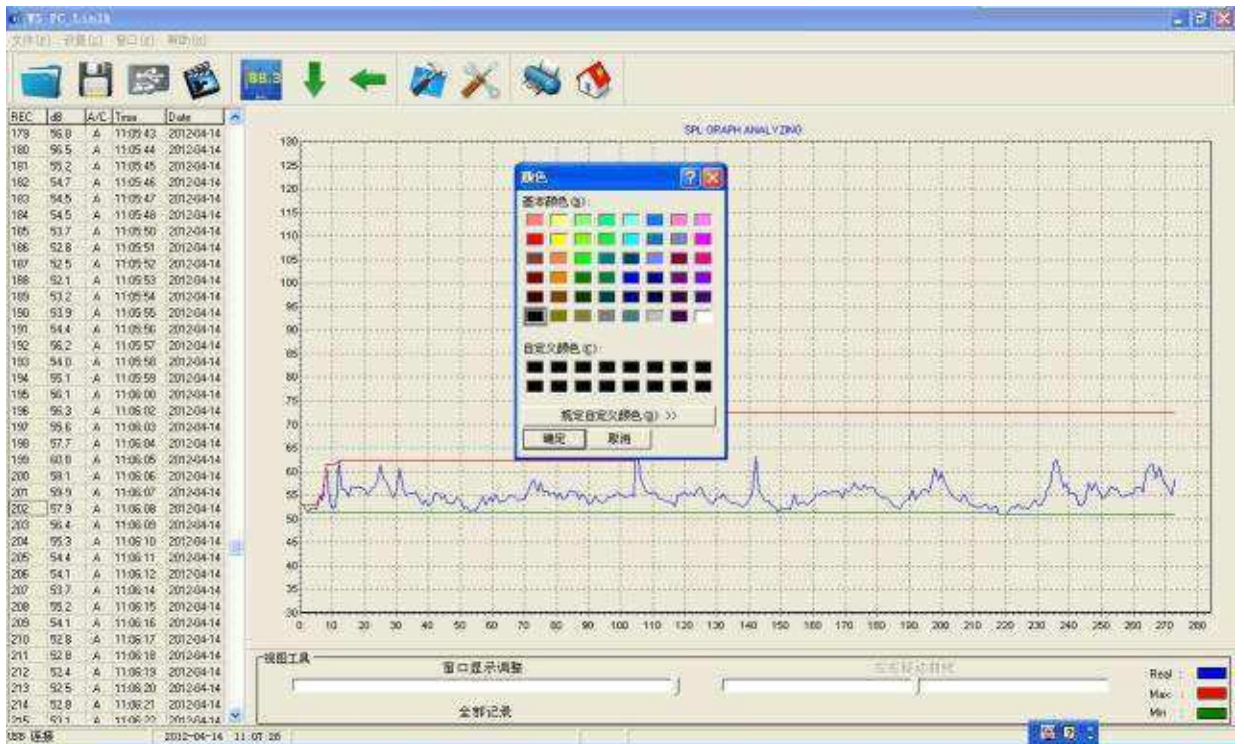 文件(F) 设置(S) 窗口(W) 帮助(H)
88.3
REC dB A/C Time Date
179 56.8 A 11:05:43 2012-04-14
180 56.5 A 11:05:44 2012-04-14
181 55.2 A 11:05:45 2012-04-14
182 54.7 A 11:05:46 2012-04-14
183 54.5 A 11:05:47 2012-04-14
184 54.5 A 11:05:48 2012-04-14
185 53.7 A 11:05:50 2012-04-14
186 52.8 A 11:05:51 2012-04-14
187 52.5 A 11:05:52 2012-04-14
188 52.1 A 11:05:53 2012-04-14
189 53.2 A 11:05:54 2012-04-14
190 53.9 A 11:05:55 2012-04-14
191 54.4 A 11:05:56 2012-04-14
192 56.2 A 11:05:57 2012-04-14
193 54.0 A 11:05:58 2012-04-14
194 55.1 A 11:05:59 2012-04-14
195 56.1 A 11:06:00 2012-04-14
196 56.3 A 11:06:02 2012-04-14
197 55.6 A 11:06:03 2012-04-14
198 57.7 A 11:06:04 2012-04-14
199 60.8 A 11:06:05 2012-04-14
200 58.1 A 11:06:06 2012-04-14
201 59.9 A 11:06:07 2012-04-14
202 57.9 A 11:06:08 2012-04-14
203 56.4 A 11:06:09 2012-04-14
204 55.3 A 11:06:10 2012-04-14
205 54.4 A 11:06:11 2012-04-14
206 54.1 A 11:06:12 2012-04-14
207 53.7 A 11:06:14 2012-04-14
208 55.2 A 11:06:15 2012-04-14
209 54.1 A 11:06:16 2012-04-14
210 52.8 A 11:06:17 2012-04-14
211 52.8 A 11:06:18 2012-04-14
212 52.4 A 11:06:19 2012-04-14
213 52.5 A 11:06:20 2012-04-14
214 52.8 A 11:06:21 2012-04-14
215 53.1 A 11:06:22 2012-04-14
SPL GRAPH ANALYZING
130
125
120
115
110
105
100
95
90
85
80
75
70
65
60
55
50
45
40
35
30
0 10 20 30 40 50 60 70 80 90 100 110 120 130 140 150 160 170 180 190 200 210 220 230 240 250 260 270 280
颜色
基本颜色(B):
自定义颜色(C):
规定自定义颜色(D) >>
确定 取消
视图工具
窗口显示调整
全部记录
Real :
Max :
Min :
USB 连接 2012-04-14 11:07:26